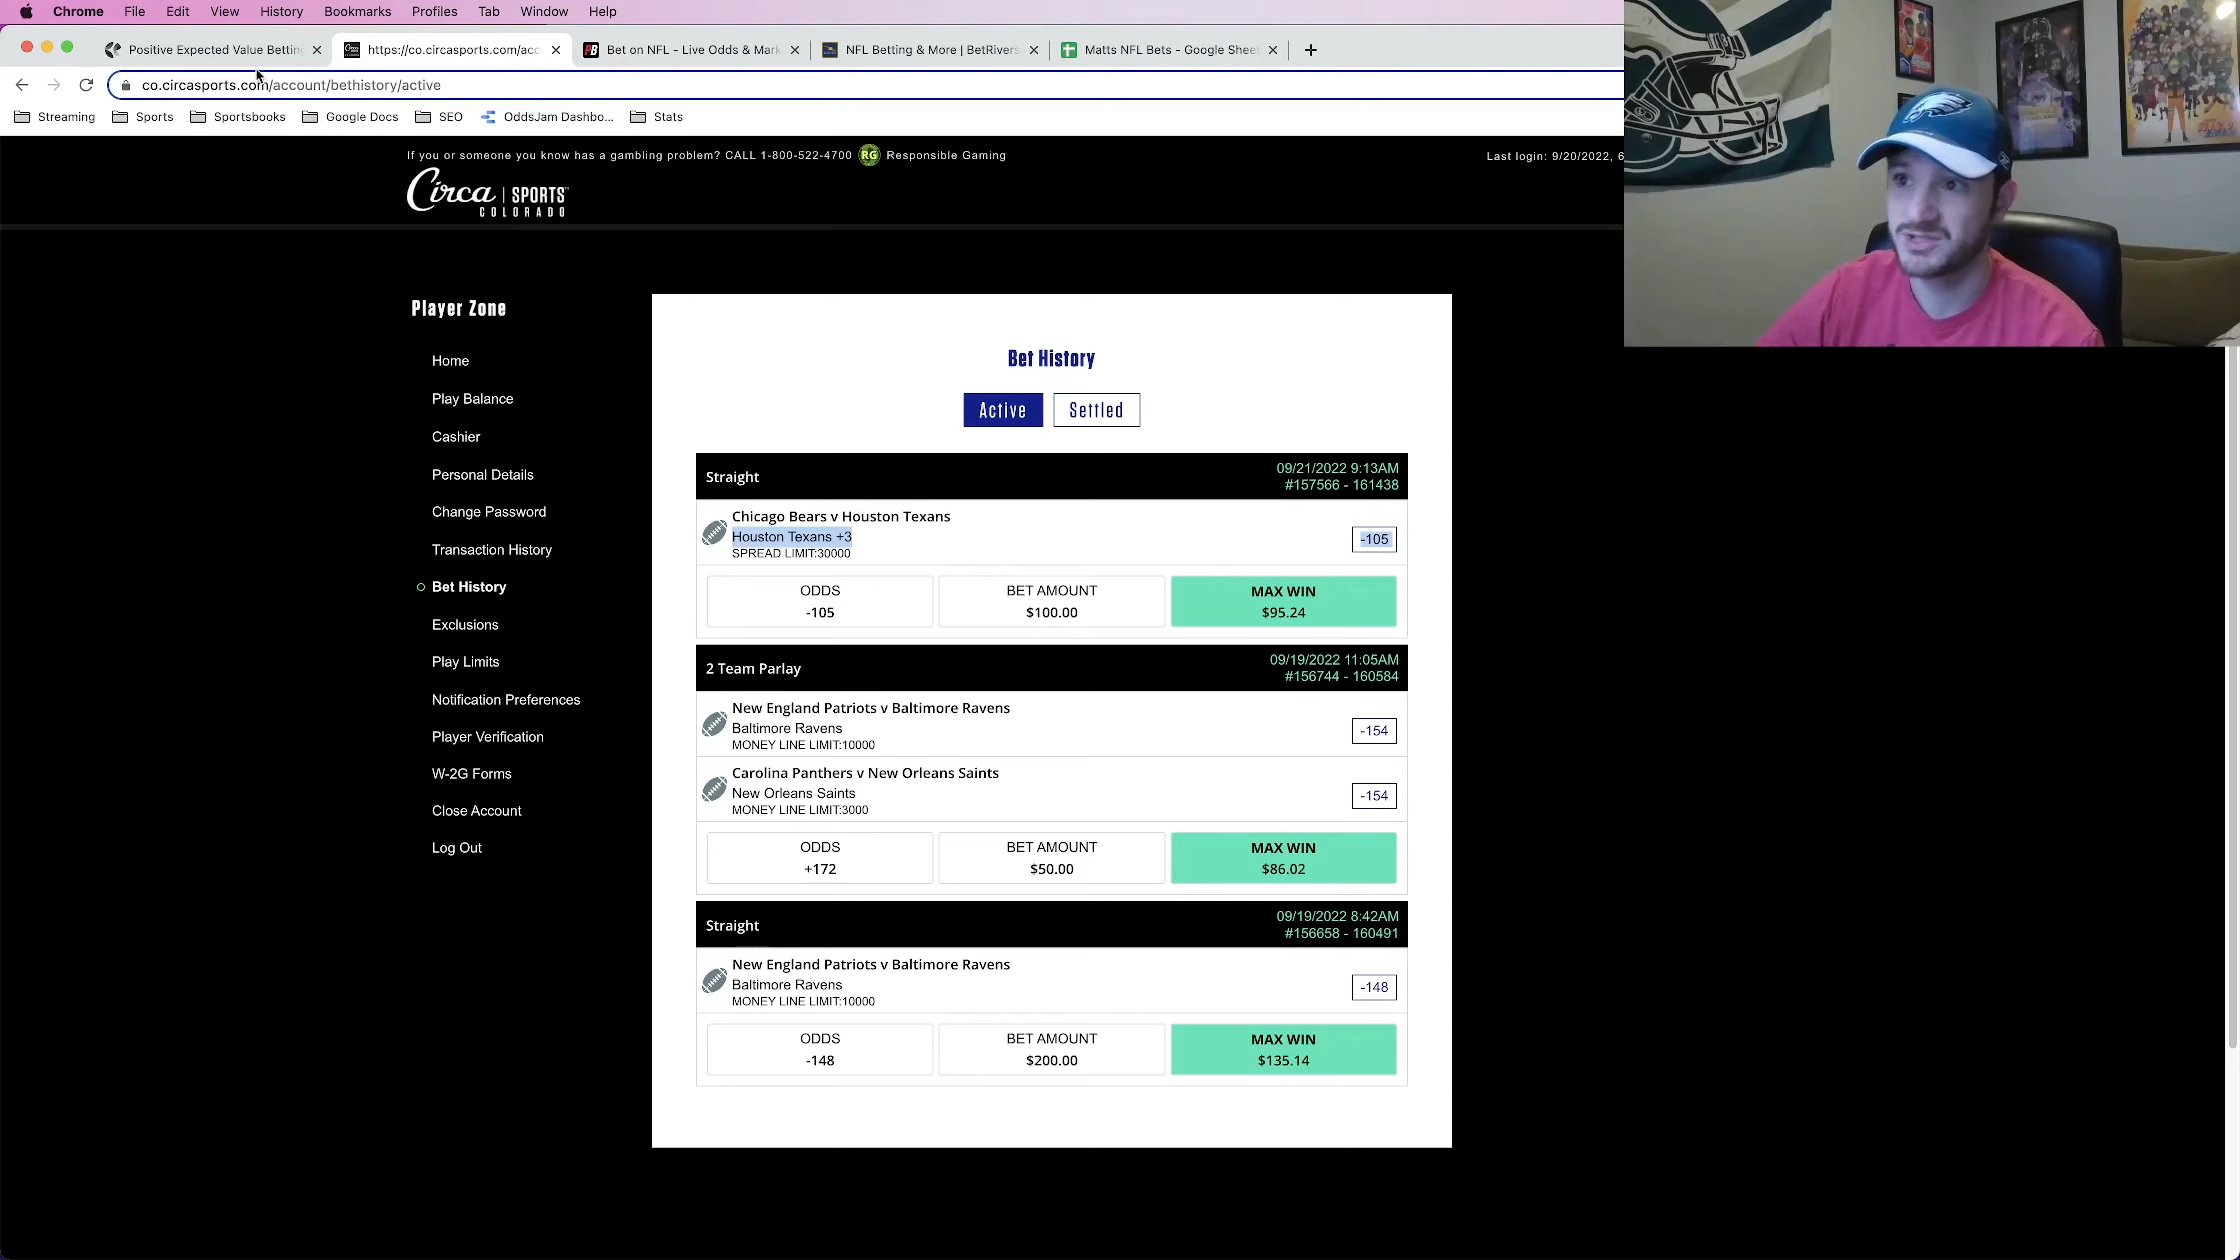 Chrome File Edit View History Bookmarks Profiles Tab Window Help
Positive Expected Value Betting
https://co.circasports.com/acc
Bet on NFL - Live Odds & Mark
NFL Betting & More | BetRivers
Matts NFL Bets - Google Sheet
co.circasports.com/account/bethistory/active
Streaming Sports Sportsbooks Google Docs SEO OddsJam Dashbo... Stats
If you or someone you know has a gambling problem? CALL 1-800-522-4700 RG Responsible Gaming
Last login: 9/20/2022, 6
Circa | SPORTS
COLORADO
Player Zone
Home
Play Balance
Cashier
Personal Details
Change Password
Transaction History
Bet History
Exclusions
Play Limits
Notification Preferences
Player Verification
W-2G Forms
Close Account
Log Out
Bet History
Active Settled
Straight
09/21/2022 9:13AM
#157566 - 161438
Chicago Bears v Houston Texans
Houston Texans +3
SPREAD LIMIT:30000
-105
ODDS
-105
BET AMOUNT
$100.00
MAX WIN
$95.24
2 Team Parlay
09/19/2022 11:05AM
#156744 - 160584
New England Patriots v Baltimore Ravens
Baltimore Ravens
MONEY LINE LIMIT:10000
-154
Carolina Panthers v New Orleans Saints
New Orleans Saints
MONEY LINE LIMIT:3000
-154
ODDS
+172
BET AMOUNT
$50.00
MAX WIN
$86.02
Straight
09/19/2022 8:42AM
#156658 - 160491
New England Patriots v Baltimore Ravens
Baltimore Ravens
MONEY LINE LIMIT:10000
-148
ODDS
-148
BET AMOUNT
$200.00
MAX WIN
$135.14